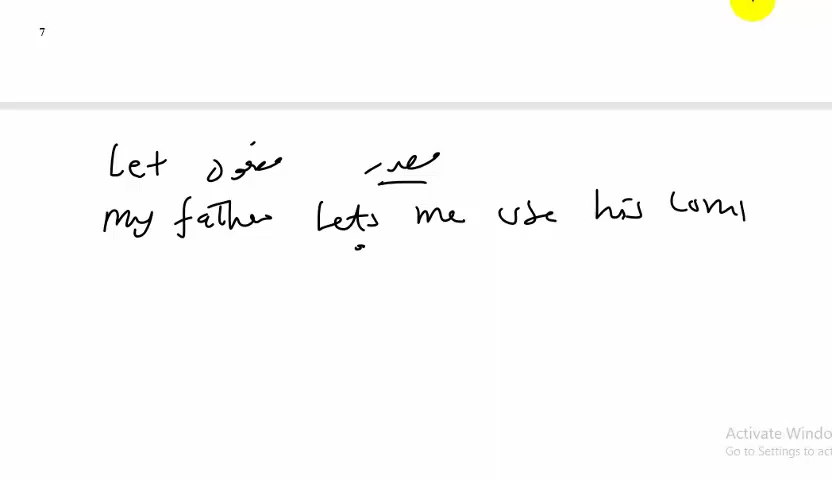 7
Let مفعول مصدر
my father Lets me use his com
Activate Windo
Go to Settings to act